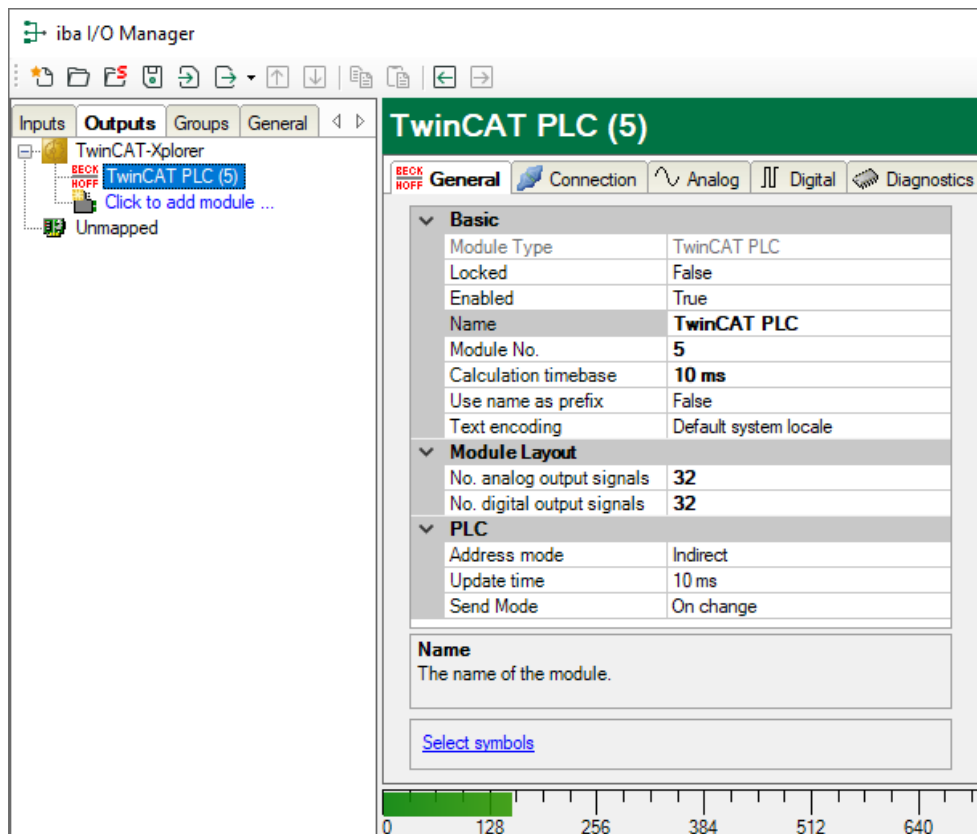 iba I/O Manager
Inputs Outputs Groups General
TwinCAT-Xplorer
BECK HOFF TwinCAT PLC (5)
Click to add module ...
Unmapped
TwinCAT PLC (5)
BECK HOFF General Connection Analog Digital Diagnostics
Basic
Module Type TwinCAT PLC
Locked False
Enabled True
Name TwinCAT PLC
Module No. 5
Calculation timebase 10 ms
Use name as prefix False
Text encoding Default system locale
Module Layout
No. analog output signals 32
No. digital output signals 32
PLC
Address mode Indirect
Update time 10 ms
Send Mode On change
Name
The name of the module.
Select symbols
0 128 256 384 512 640